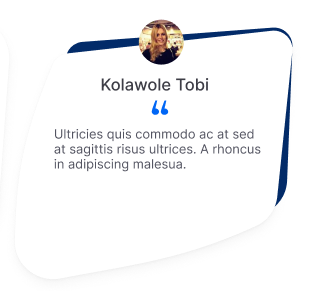 Kolawole Tobi
“
Ultricies quis commodo ac at sed
at sagittis risus ultrices. A rhoncus
in adipiscing malesua.